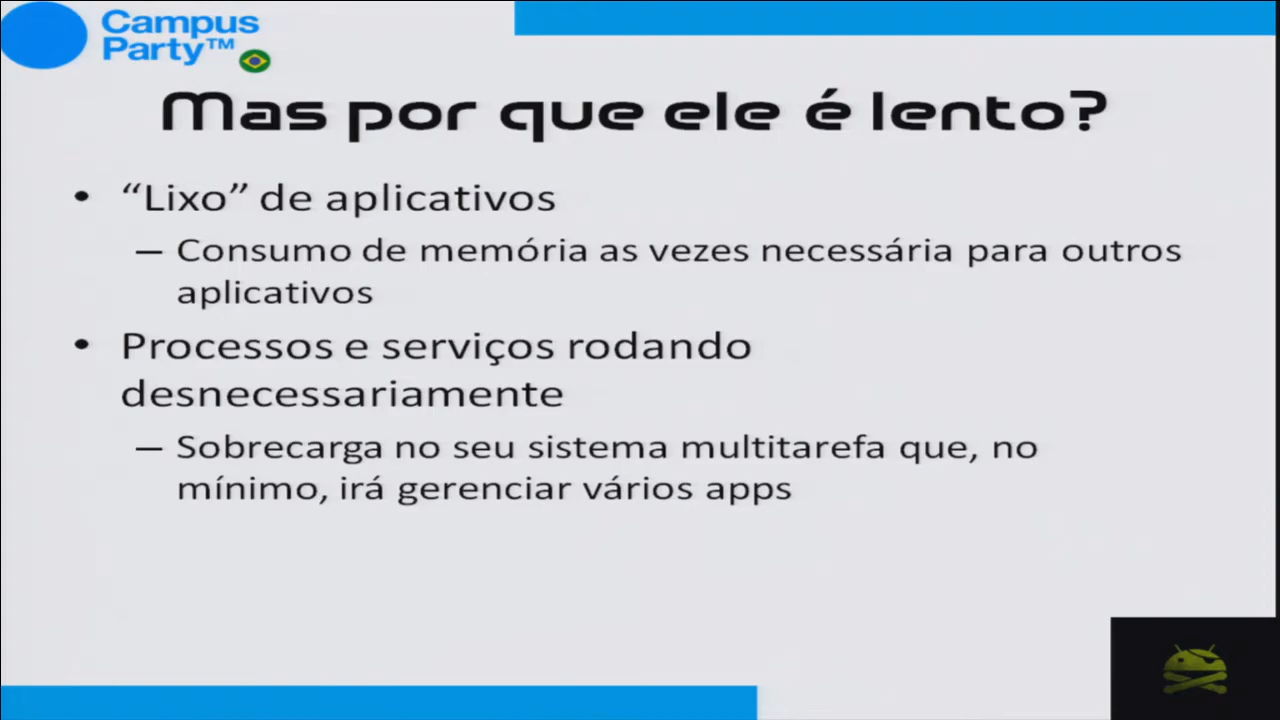 Campus
Party™
Mas por que ele é lento?
• “Lixo” de aplicativos
– Consumo de memória as vezes necessária para outros
aplicativos
• Processos e serviços rodando
desnecessariamente
– Sobrecarga no seu sistema multitarefa que, no
mínimo, irá gerenciar vários apps